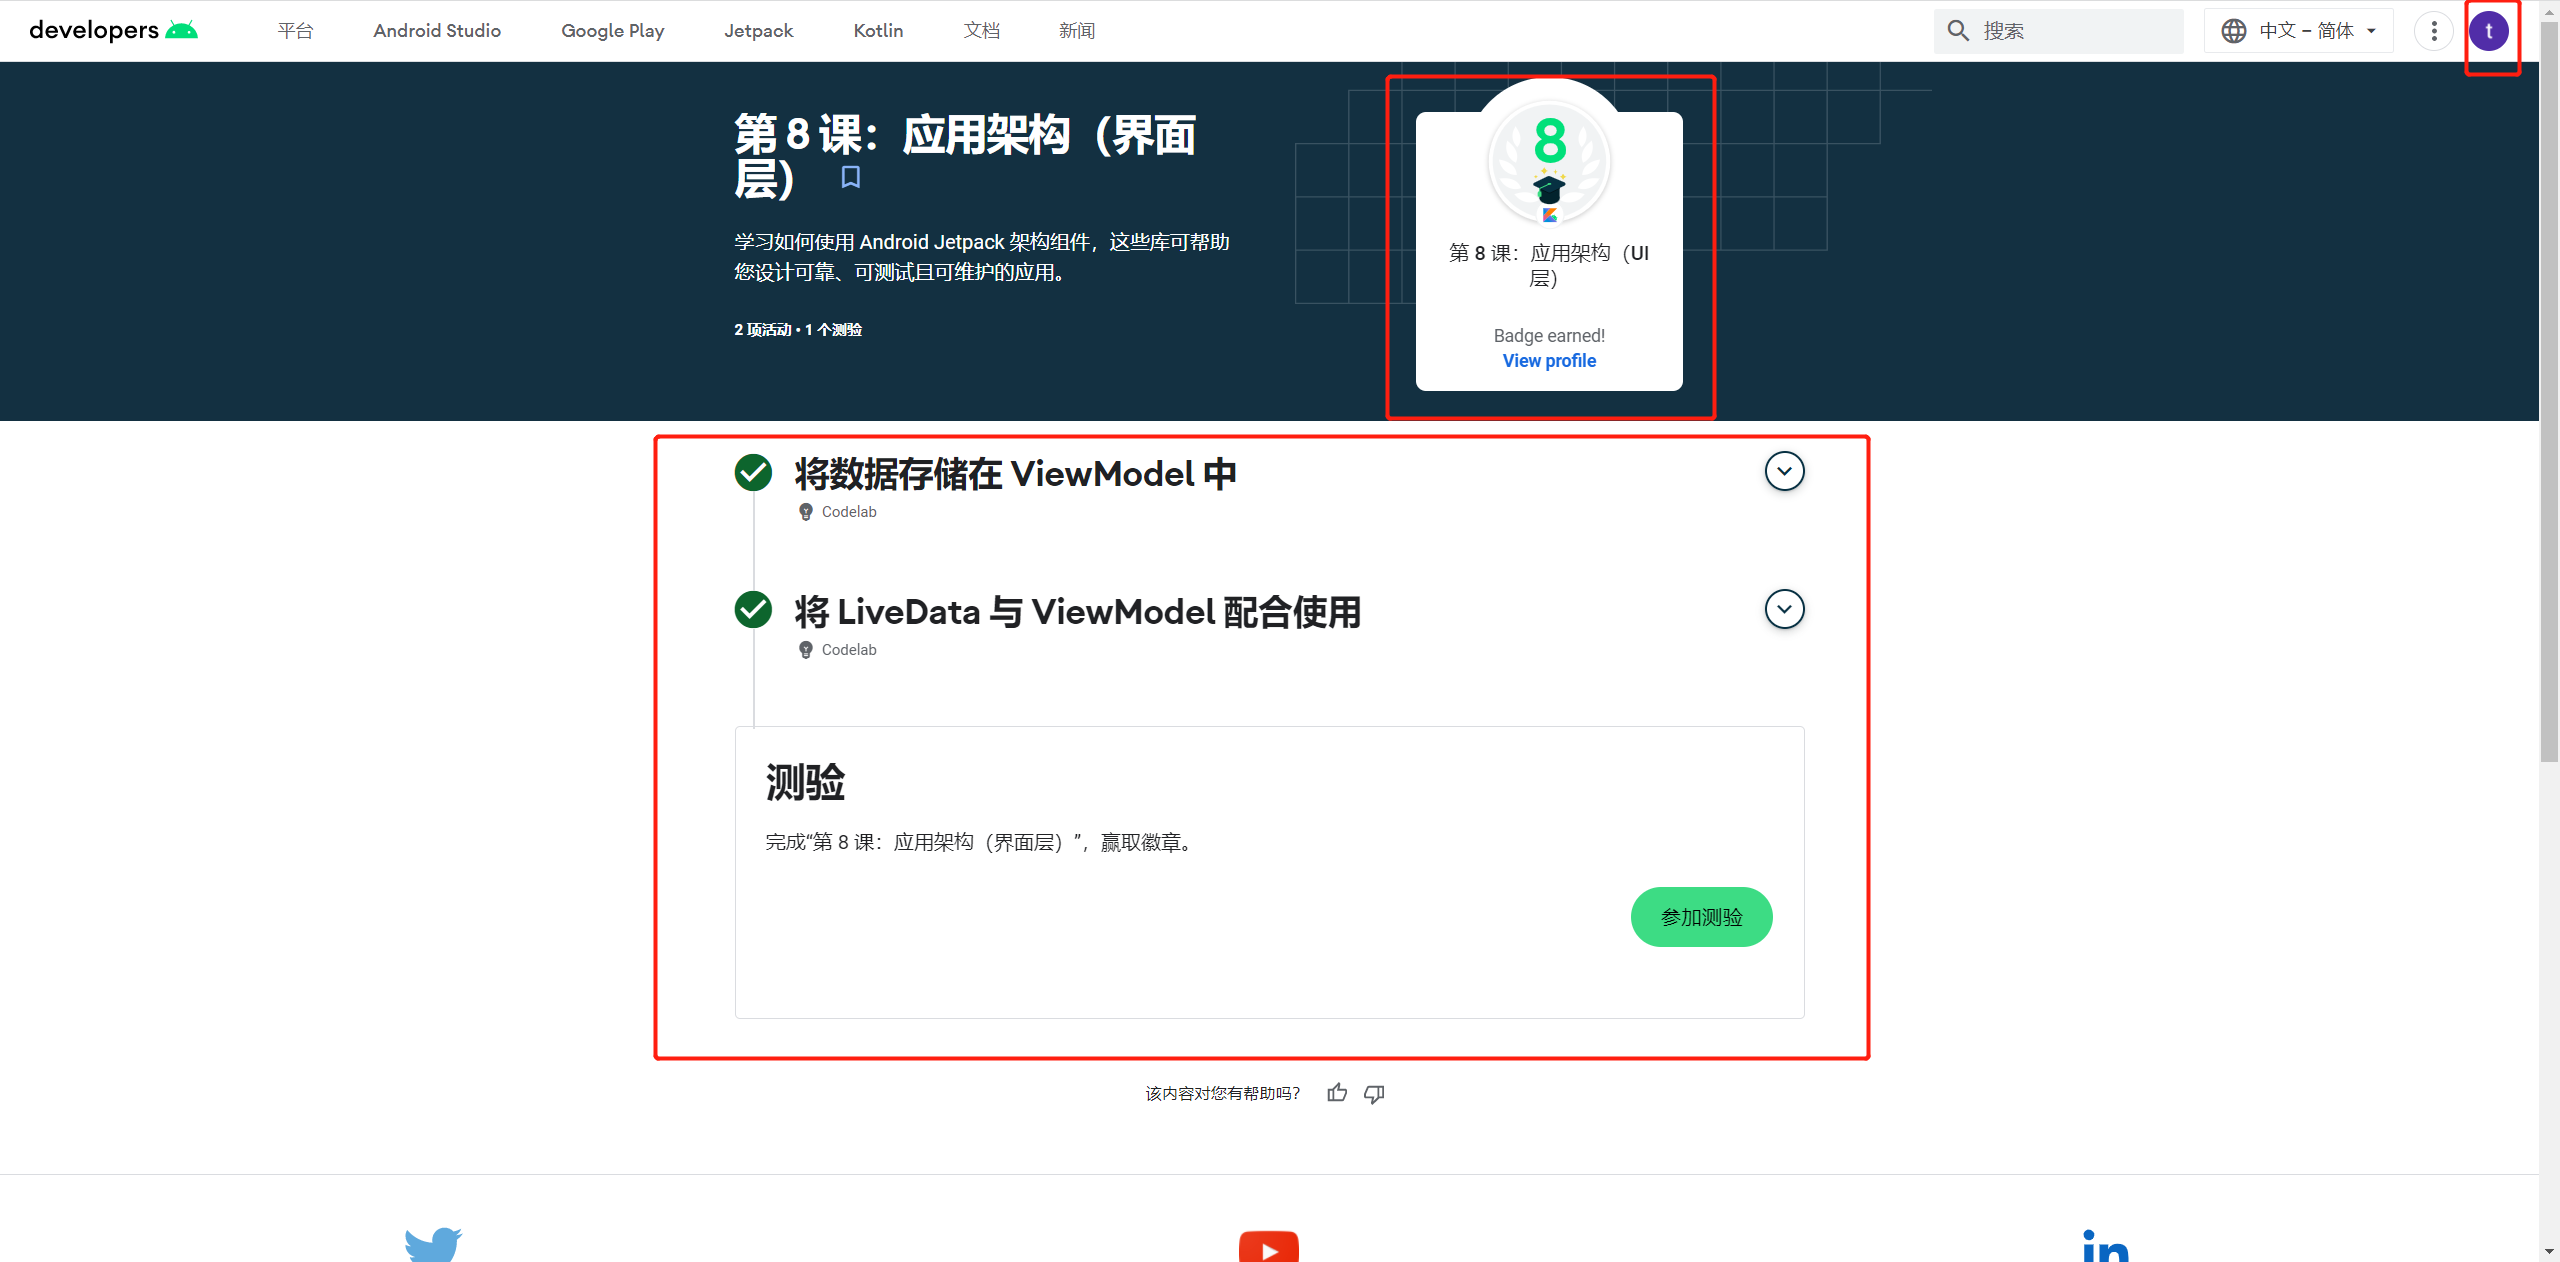 developers
平台
Android Studio
Google Play
Jetpack
Kotlin
文档
新闻
搜索
中文 – 简体
t
第 8 课：应用架构（界面
层）
学习如何使用 Android Jetpack 架构组件，这些库可帮助
您设计可靠、可测试且可维护的应用。
2 项活动 • 1 个测验
8
第 8 课：应用架构（UI
层）
Badge earned!
View profile
将数据存储在 ViewModel 中
Codelab
将 LiveData 与 ViewModel 配合使用
Codelab
测验
完成“第 8 课：应用架构（界面层）”，赢取徽章。
参加测验
该内容对您有帮助吗？
in